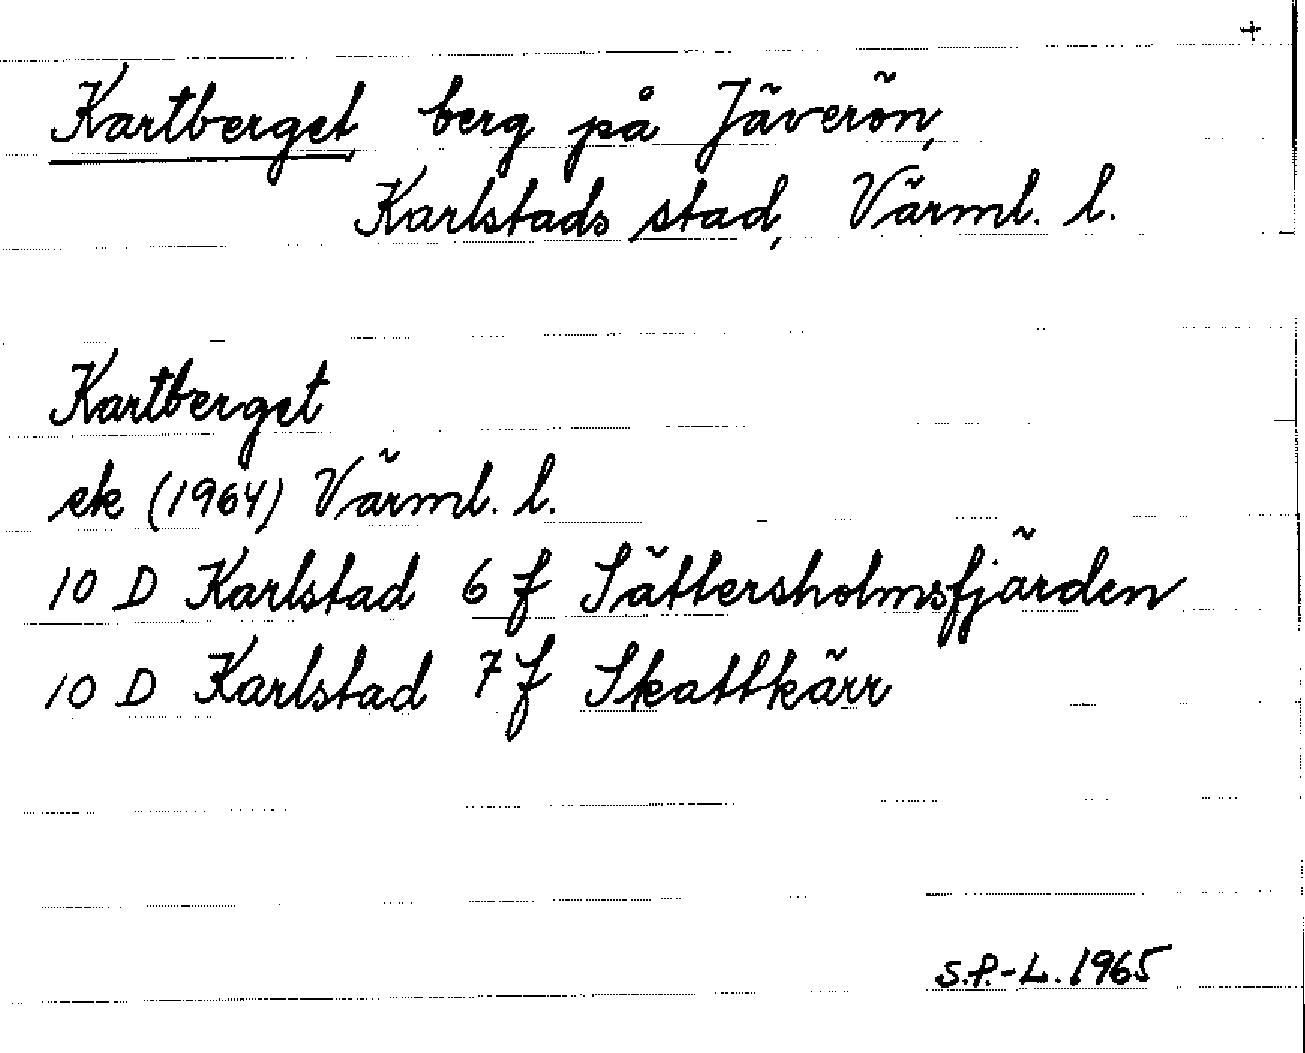 +
Kartberget, berg på Jäverön,
Karlstads stad, Värml. l.
Kartberget
ek (1964) Värml. l.
10 D Karlstad 6 f Sättersholmsfjärden
10 D Karlstad 7 f Skattkärr
S.P.-L. 1965